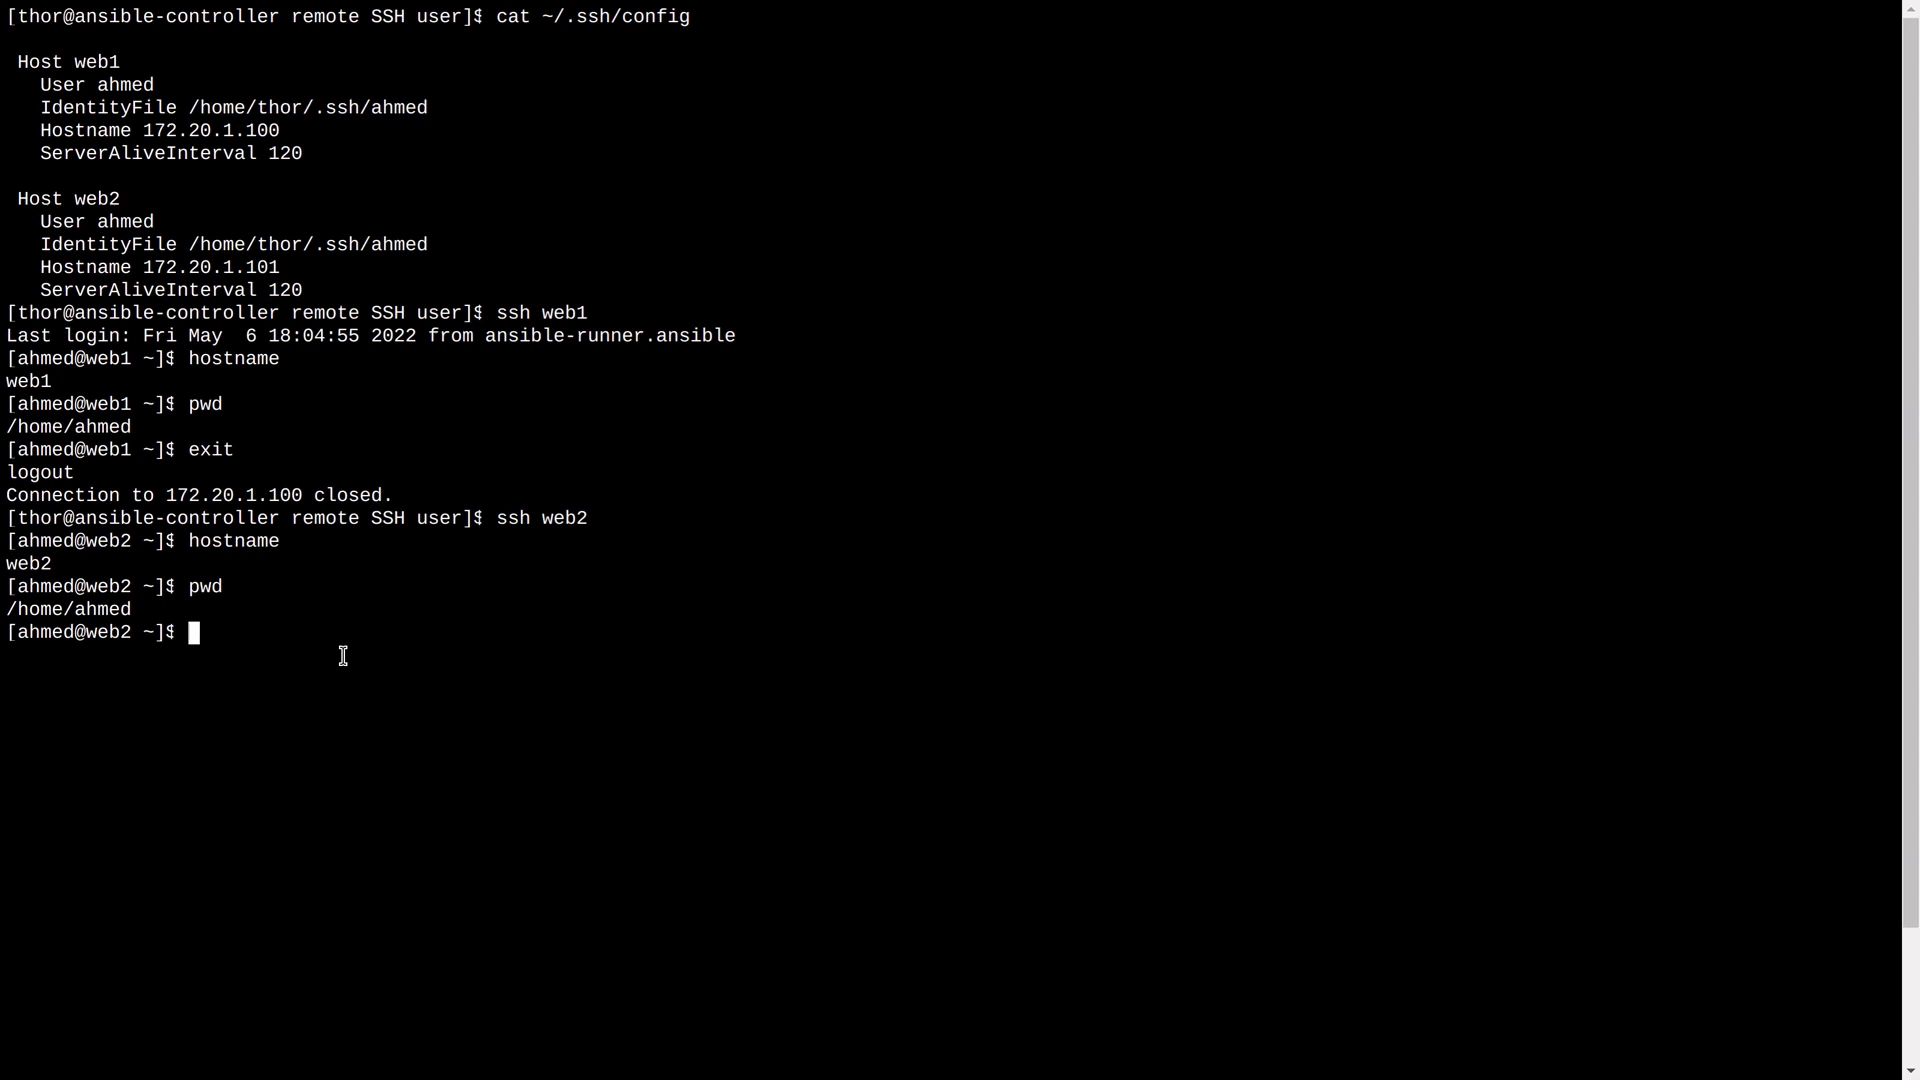 [thor@ansible-controller remote SSH user]$ cat ~/.ssh/config
Host web1
User ahmed
IdentityFile /home/thor/.ssh/ahmed
Hostname 172.20.1.100
ServerAliveInterval 120
Host web2
User ahmed
IdentityFile /home/thor/.ssh/ahmed
Hostname 172.20.1.101
ServerAliveInterval 120
[thor@ansible-controller remote SSH user]$ ssh web1
Last login: Fri May  6 18:04:55 2022 from ansible-runner.ansible
[ahmed@web1 ~]$ hostname
web1
[ahmed@web1 ~]$ pwd
/home/ahmed
[ahmed@web1 ~]$ exit
logout
Connection to 172.20.1.100 closed.
[thor@ansible-controller remote SSH user]$ ssh web2
[ahmed@web2 ~]$ hostname
web2
[ahmed@web2 ~]$ pwd
/home/ahmed
[ahmed@web2 ~]$